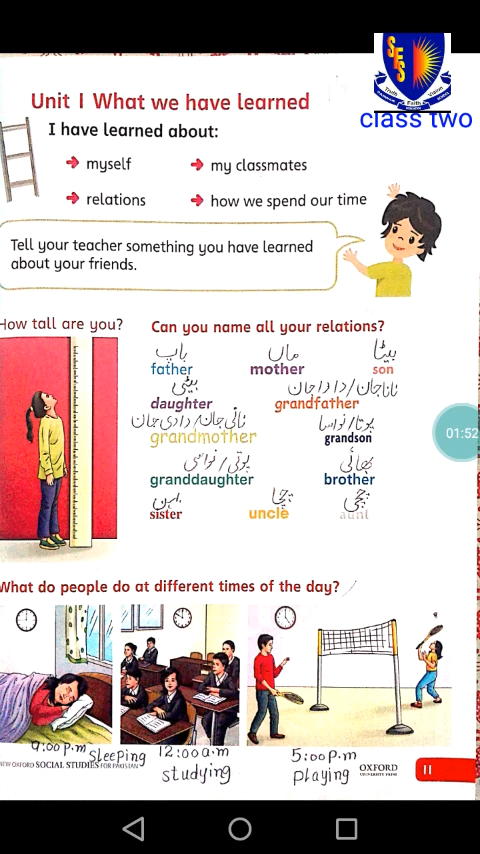 SFS
Truth
Vision
Faith
class two
Unit 1 What we have learned
I have learned about:
myself
my classmates
relations
how we spend our time
Tell your teacher something you have learned
about your friends.
How tall are you?
Can you name all your relations?
باپ ماں بیٹا
father mother son
بیٹی نانا جان/دادا جان
daughter grandfather
نانی جان/دادی جان پوتا/نواسا
grandmother grandson
پوتی/نواسی بھائی
granddaughter brother
بہن چچا چچی
sister uncle aunt
01:52
What do people do at different times of the day?
9:00 p.m sleeping 12:00 a.m studying 5:00 p.m playing
NEW OXFORD SOCIAL STUDIES FOR PAKISTAN
OXFORD
UNIVERSITY PRESS
11